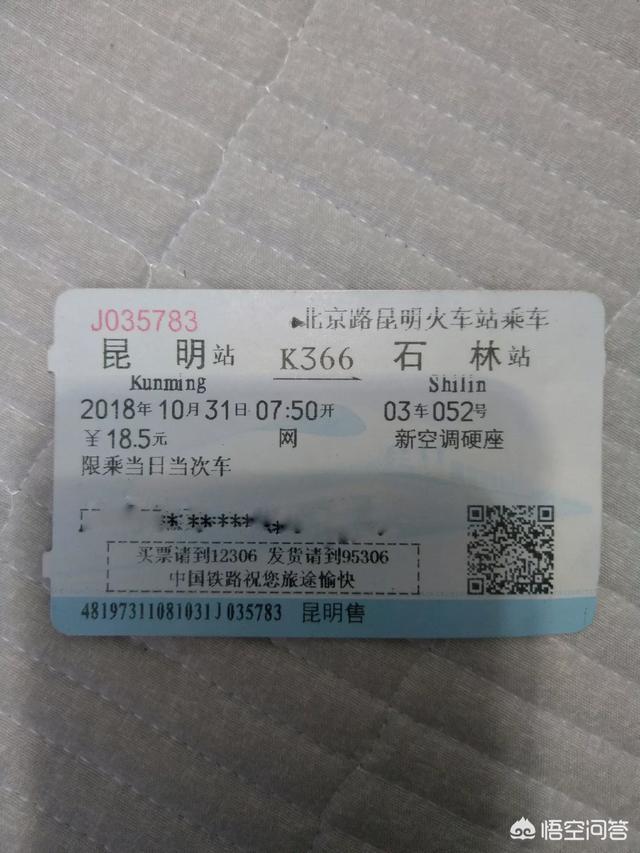 J035783 北京路昆明火车站乘车
昆明站 K366 石林站
Kunming Shilin
2018年10月31日07:50开 03车052号
￥18.5元 网 新空调硬座
限乘当日当次车
买票请到12306 发货请到95306
中国铁路祝您旅途愉快
48197311081031J035783 昆明售
悟空问答